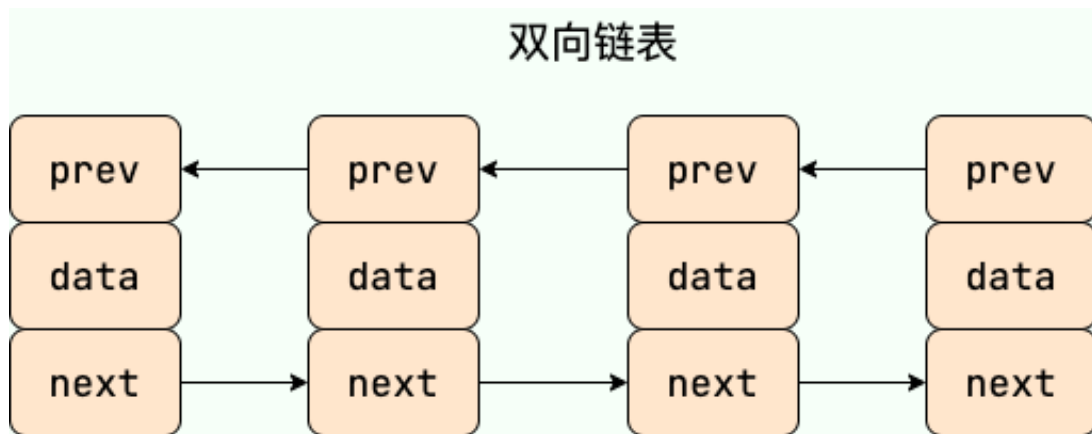 双向链表
prev prev prev prev
data data data data
next next next next